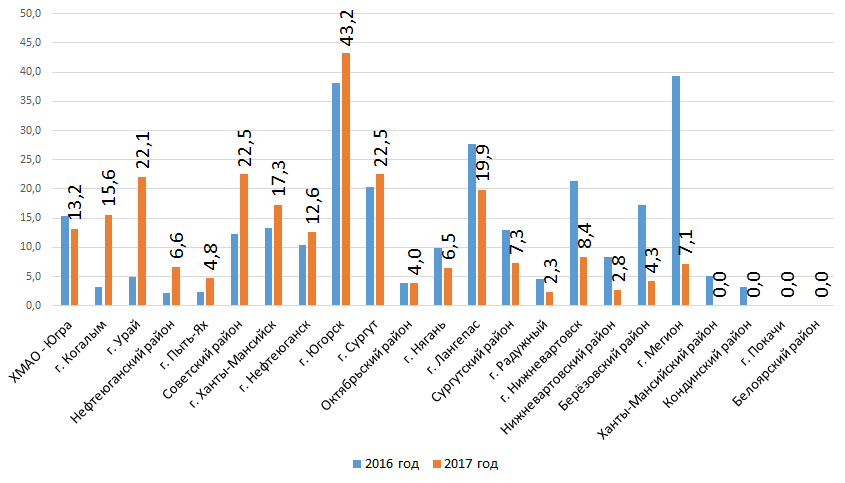 50,0
45,0
40,0
35,0
30,0
25,0
20,0
15,0
10,0
5,0
0,0
13,2
15,6
22,1
6,6
4,8
22,5
17,3
12,6
43,2
22,5
4,0
6,5
19,9
7,3
2,3
8,4
2,8
4,3
7,1
0,0
0,0
0,0
0,0
ХМАО - Югра
г. Когалым
г. Урай
Нефтеюганский район
г. Пыть-Ях
Советский район
г. Ханты-Мансийск
г. Нефтеюганск
г. Югорск
г. Сургут
Октябрьский район
г. Нягань
г. Лангепас
Сургутский район
г. Радужный
г. Нижневартовск
Нижневартовский район
Берёзовский район
г. Мегион
Ханты-Мансийский район
Кондинский район
г. Покачи
Белоярский район
2016 год
2017 год